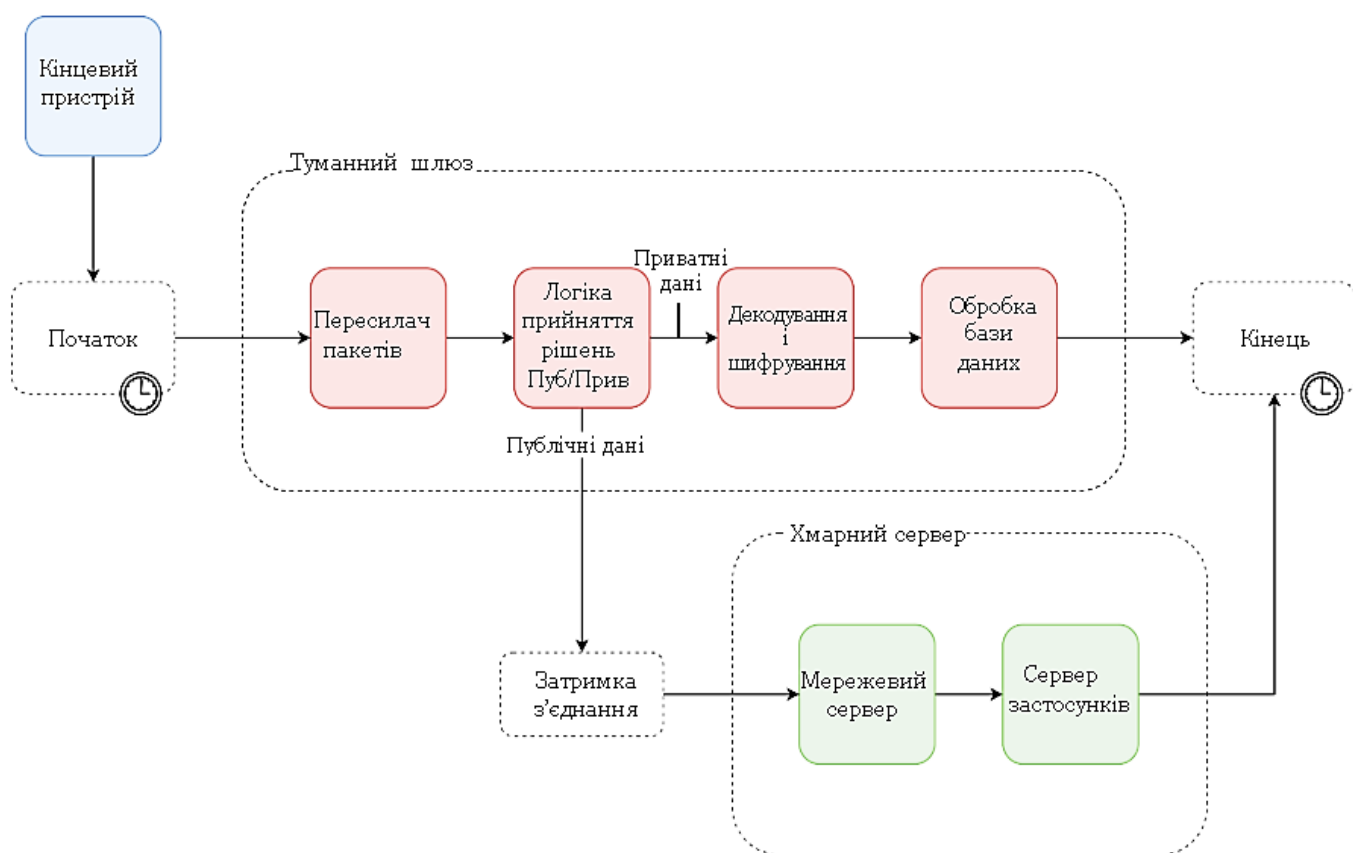 Кінцевий
пристрій
Туманний шлюз
Початок
Пересилач
пакетів
Логіка
прийняття
рішень
Пуб/Прив
Приватні
дані
Декодування
і
шифрування
Обробка
бази
даних
Кінець
Публічні дані
Хмарний сервер
Затримка
з’єднання
Мережевий
сервер
Сервер
застосунків